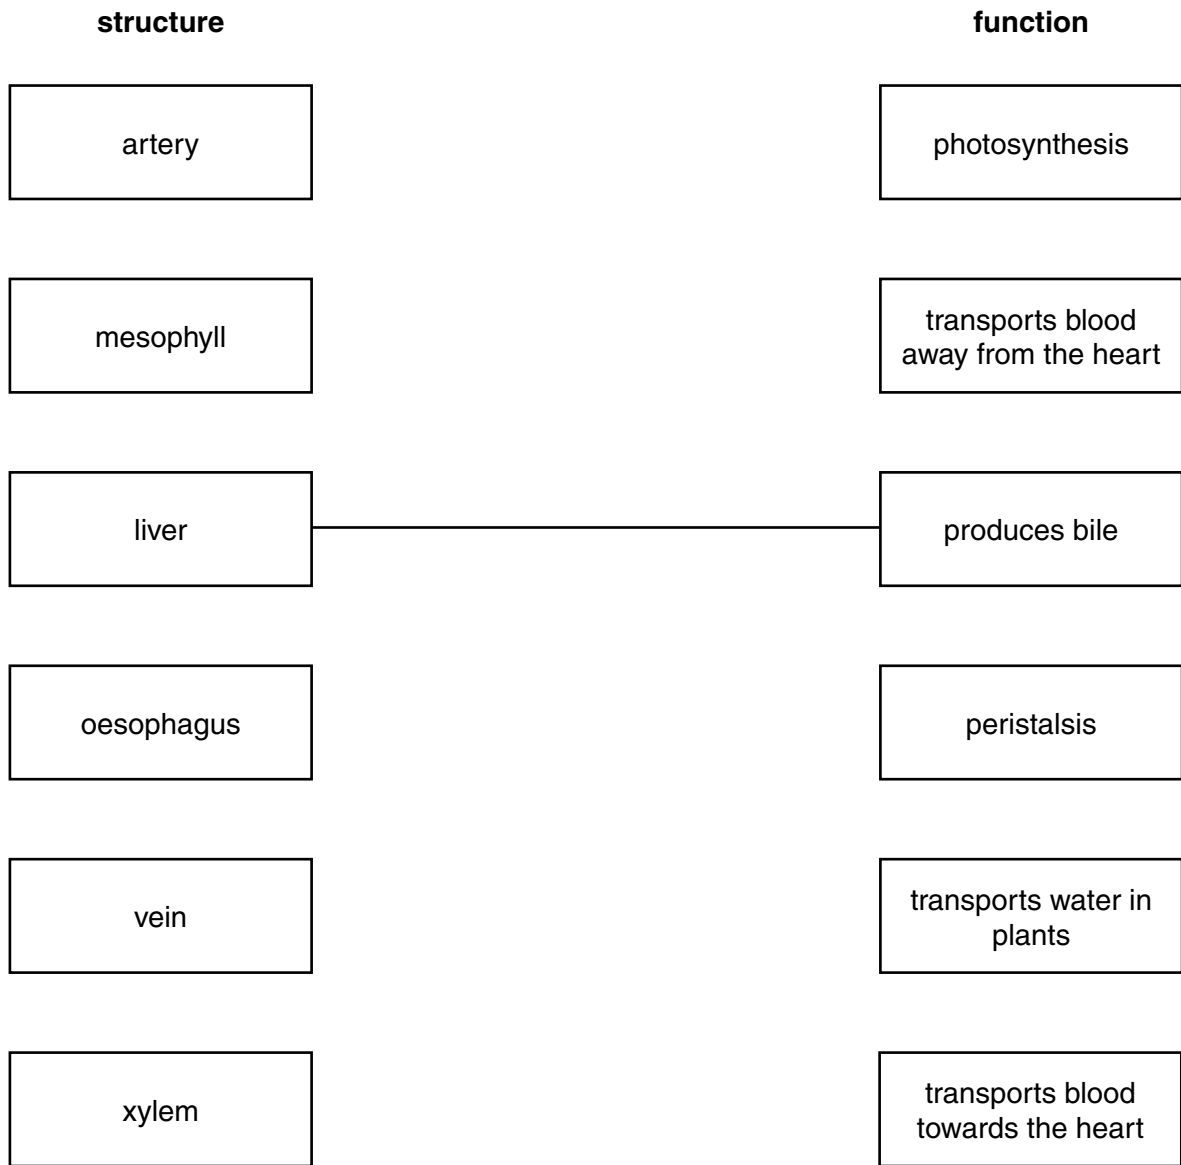 structure
function
artery
photosynthesis
mesophyll
transports blood
away from the heart
liver
produces bile
oesophagus
peristalsis
vein
transports water in
plants
xylem
transports blood
towards the heart